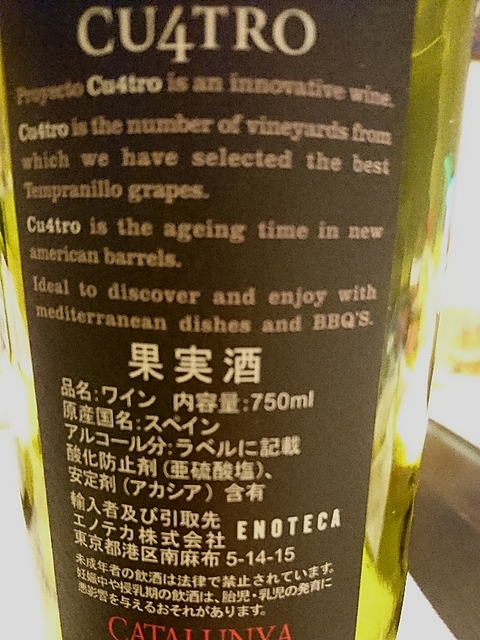 CU4TRO
Proyecto Cu4tro is an innovative wine.
Cu4tro is the number of vineyards from
which we have selected the best
Tempranillo grapes.
Cu4tro is the ageing time in new
american barrels.
Ideal to discover and enjoy with
mediterranean dishes and BBQ'S.
果実酒
品名:ワイン 内容量:750ml
原産国名:スペイン
アルコール分:ラベルに記載
酸化防止剤(亜硫酸塩)、
安定剤(アカシア)含有
輸入者及び引取先
エノテカ株式会社 ENOTECA
東京都港区南麻布 5-14-15
未成年者の飲酒は法律で禁止されています。
妊娠中や授乳期の飲酒は、胎児・乳児の発育に
悪影響を与えるおそれがあります。
CATALUNYA